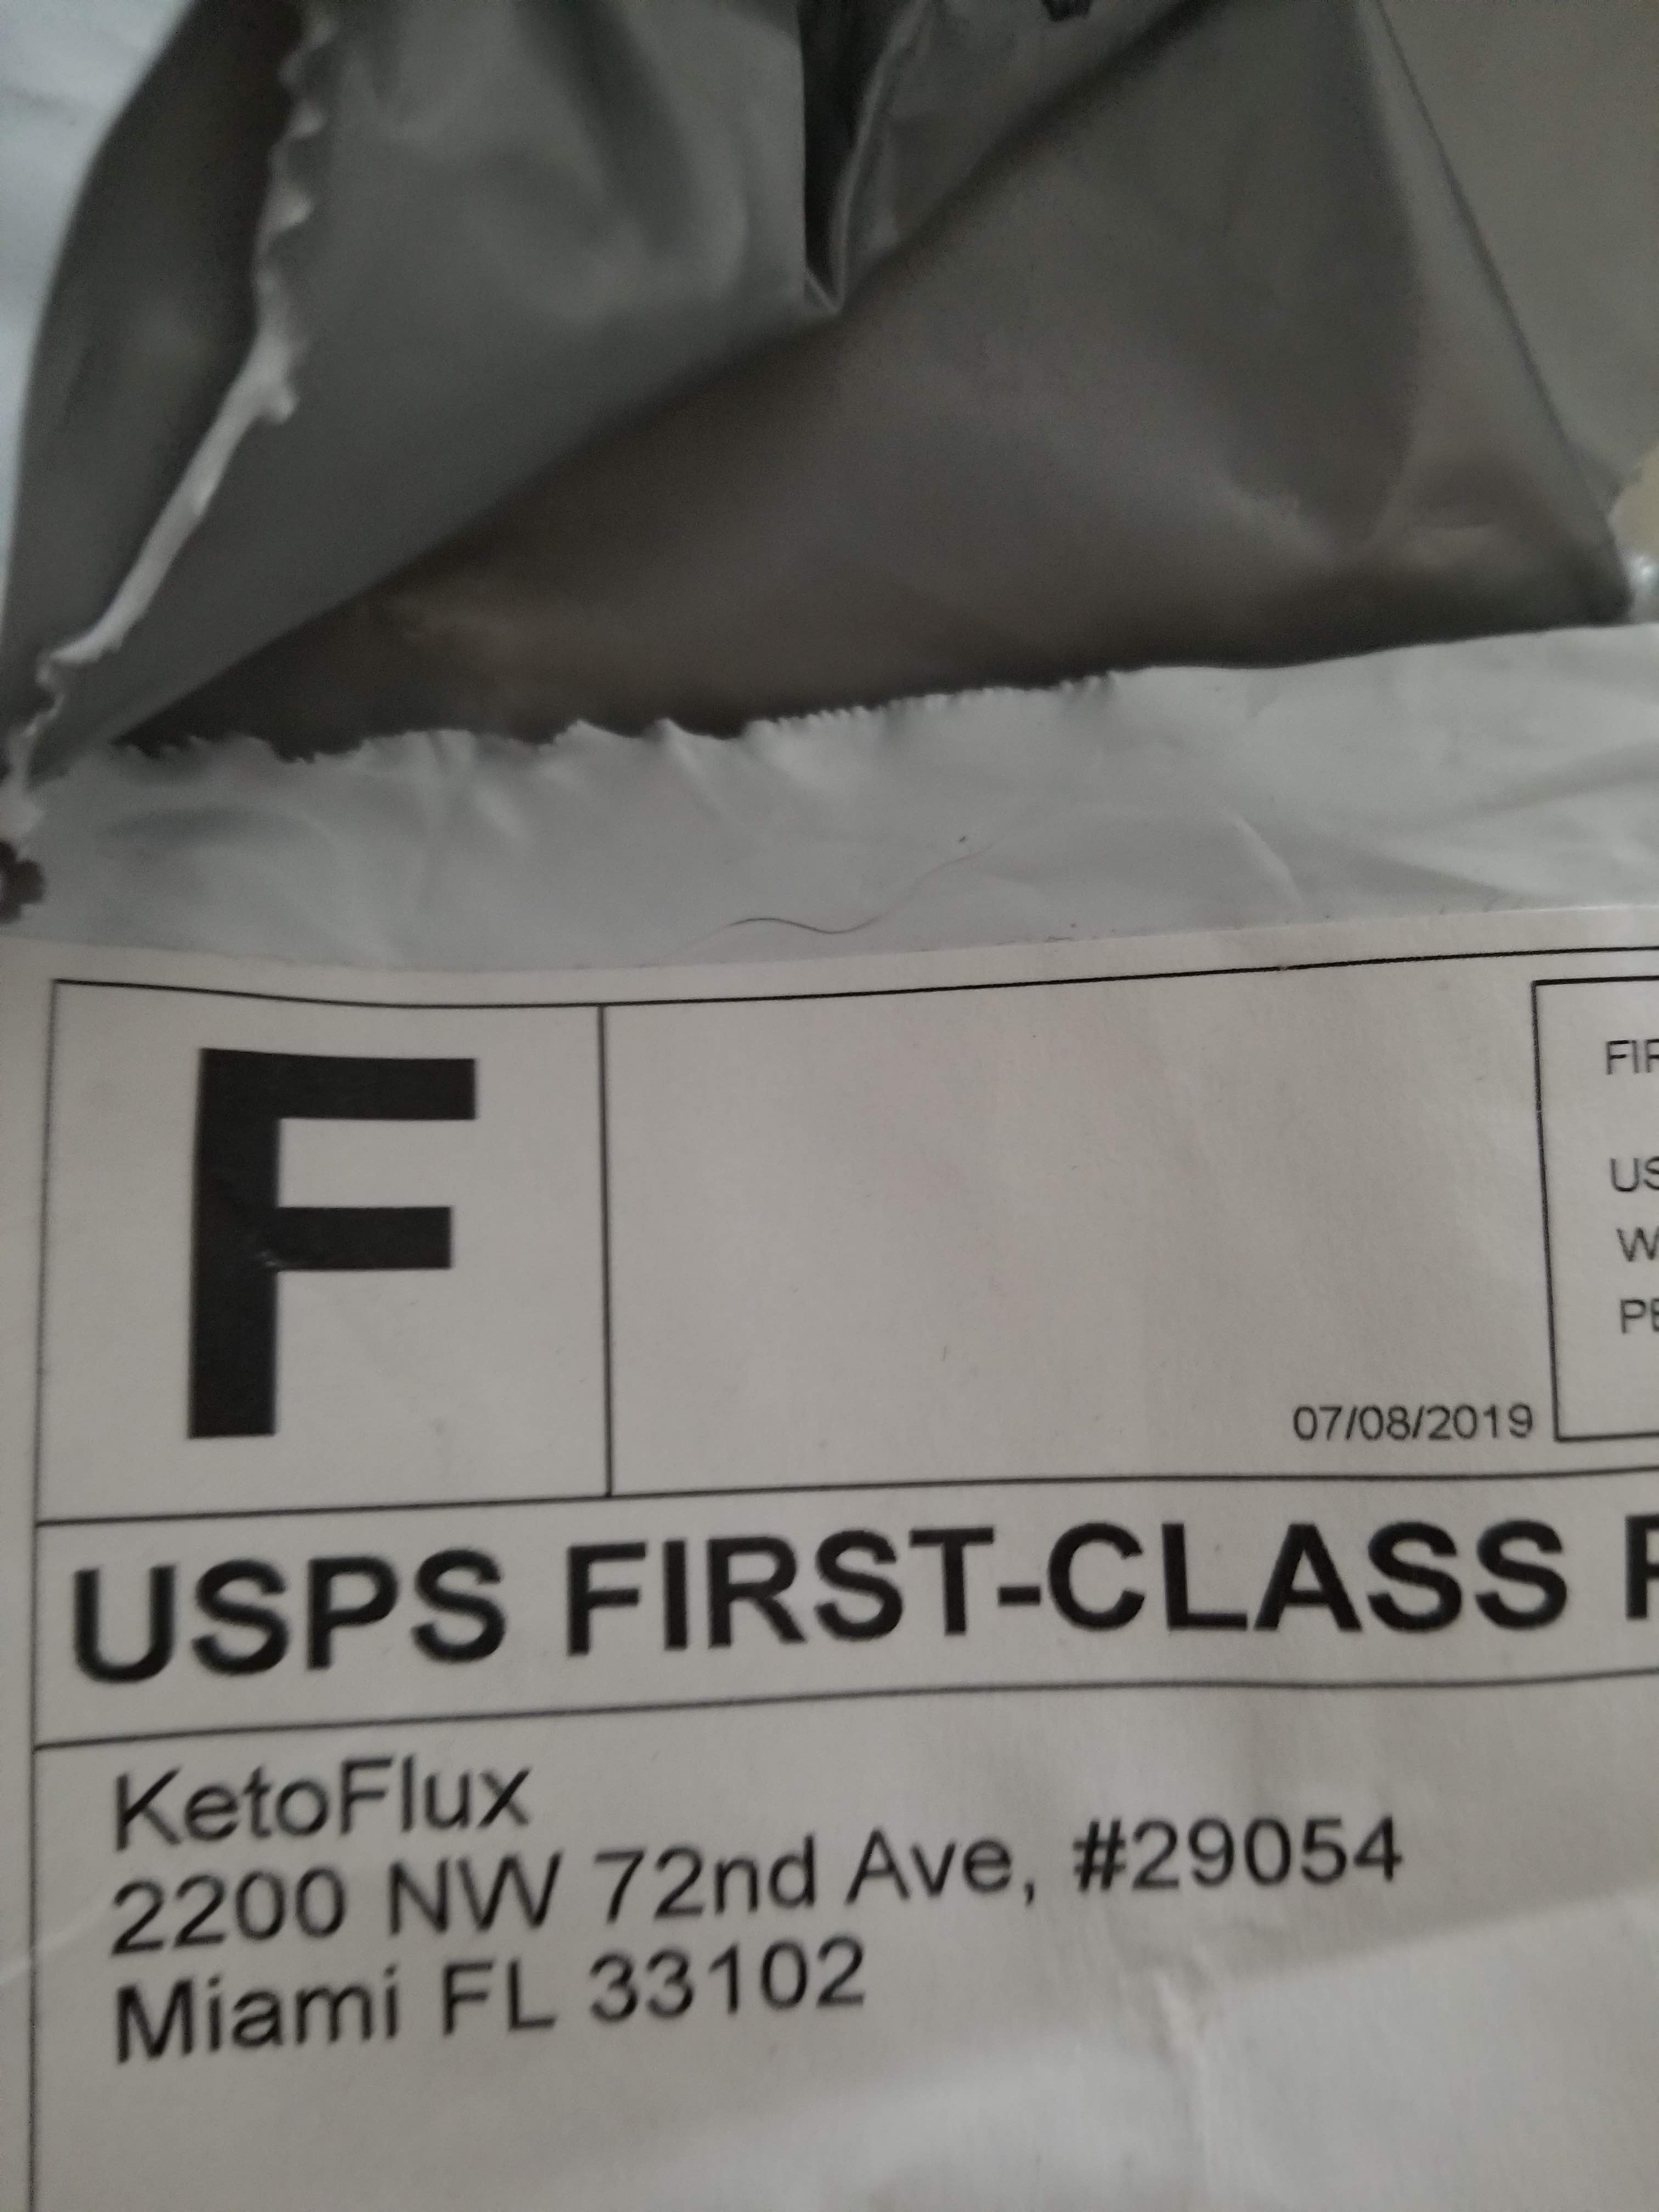 F
07/08/2019
USPS FIRST-CLASS
KetoFlux
2200 NW 72nd Ave, #29054
Miami FL 33102